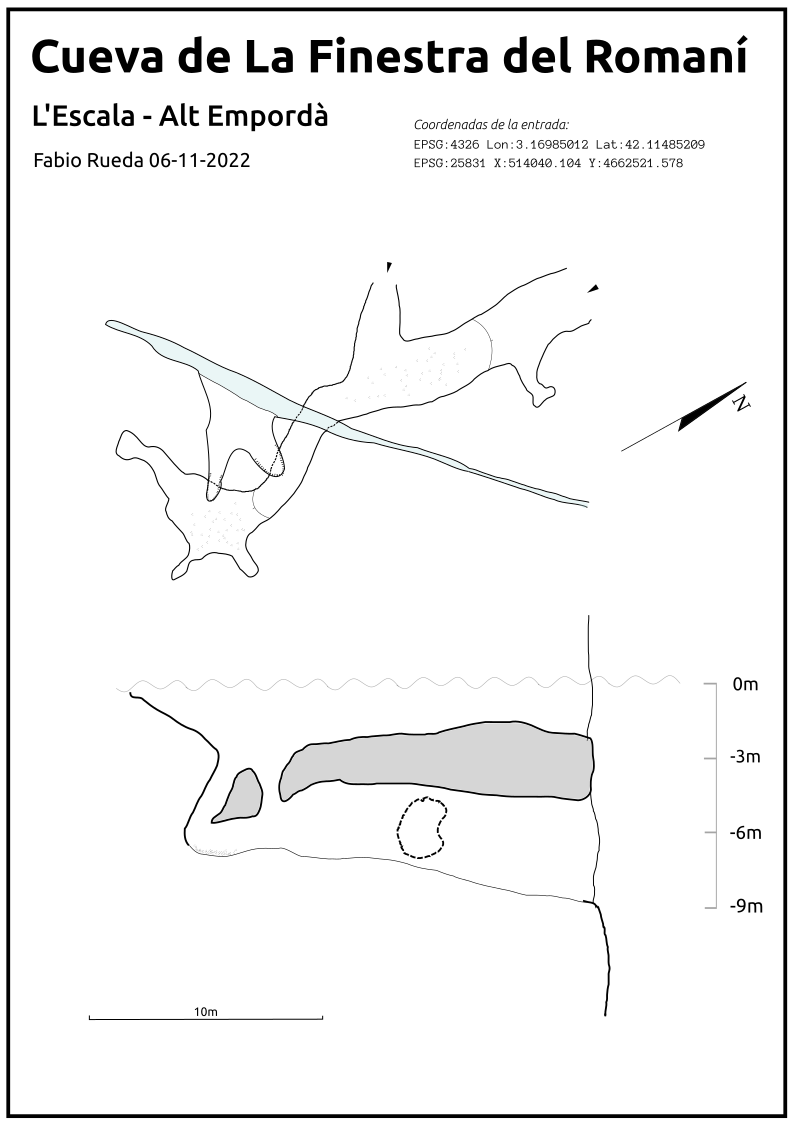 Cueva de La Finestra del Romaní
L'Escala - Alt Empordà
Fabio Rueda 06-11-2022
Coordenadas de la entrada:
EPSG:4326 Lon:3.16985012 Lat:42.11485209
EPSG:25831 X:514040.104 Y:4662521.578
N
0m
-3m
-6m
-9m
10m